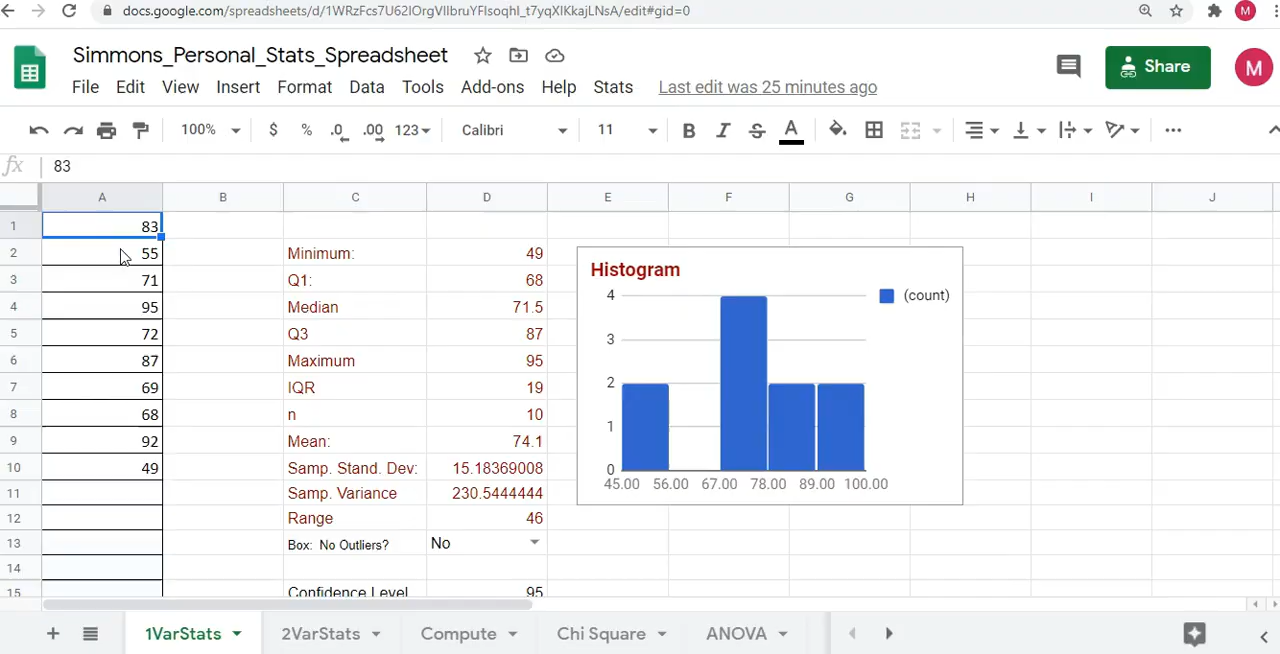 docs.google.com/spreadsheets/d/1WRzFcs7U62IOrgVIlbruYFIsoqhI_t7yqXIKkajLNsA/edit#gid=0
M
Simmons_Personal_Stats_Spreadsheet
File Edit View Insert Format Data Tools Add-ons Help Stats Last edit was 25 minutes ago
Share
M
100% $ % .0 .00 123 Calibri 11 B I S A
fx 83
A B C D E F G H I J
1 83
2 55 Minimum: 49
3 71 Q1: 68
4 95 Median 71.5
5 72 Q3 87
6 87 Maximum 95
7 69 IQR 19
8 68 n 10
9 92 Mean: 74.1
10 49 Samp. Stand. Dev: 15.18369008
11 Samp. Variance 230.5444444
12 Range 46
13 Box: No Outliers? No
14
15 Confidence Level 95
Histogram
(count)
4
3
2
1
0
45.00 56.00 67.00 78.00 89.00 100.00
1VarStats 2VarStats Compute Chi Square ANOVA